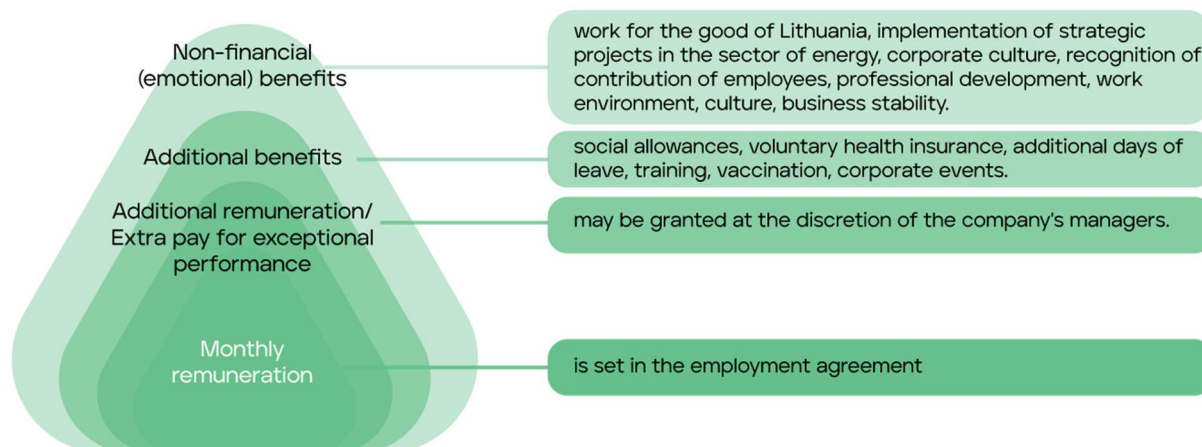 Non-financial
(emotional) benefits
work for the good of Lithuania, implementation of strategic
projects in the sector of energy, corporate culture, recognition of
contribution of employees, professional development, work
environment, culture, business stability.
Additional benefits
social allowances, voluntary health insurance, additional days of
leave, training, vaccination, corporate events.
Additional remuneration/
Extra pay for exceptional
performance
may be granted at the discretion of the company's managers.
Monthly
remuneration
is set in the employment agreement